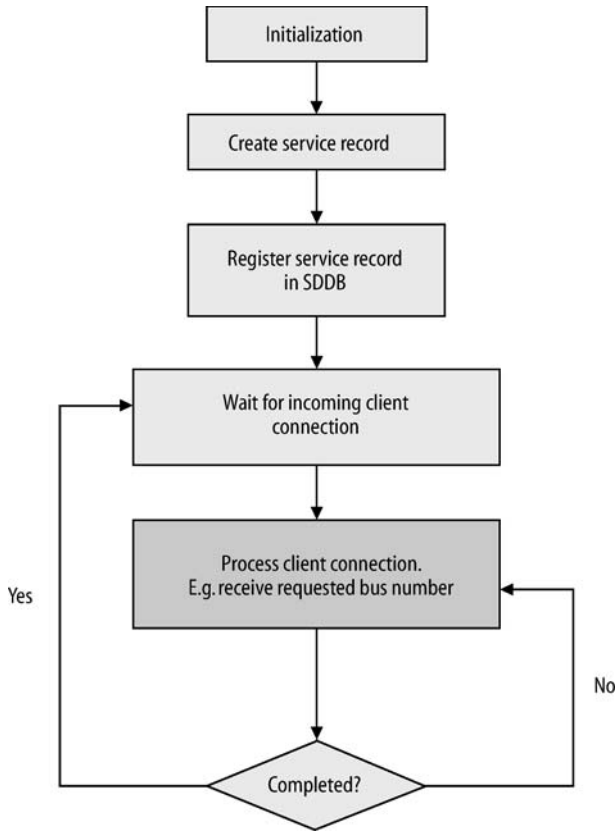 Initialization
Create service record
Register service record
in SDDB
Wait for incoming client
connection
Process client connection.
E.g. receive requested bus number
Yes
No
Completed?